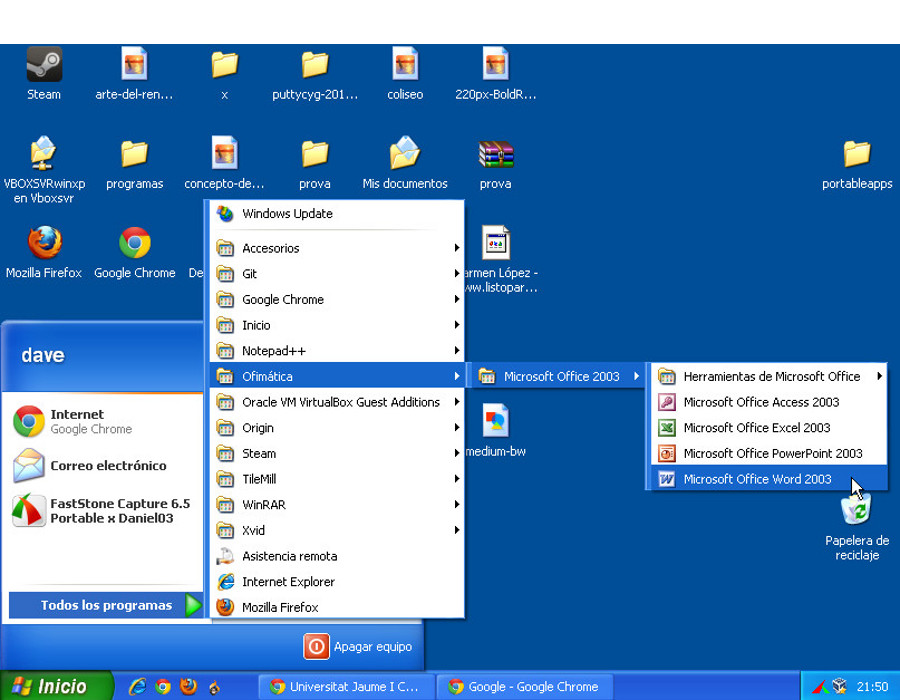 Steam
arte-del-ren...
x
puttycyg-201...
coliseo
220px-BoldR...
VBOXSVRwinxp
en Vboxsvr
programas
concepto-de...
prova
Mis documentos
prova
portableapps
Mozilla Firefox
Google Chrome
De
armen López -
ww.listopar...
medium-bw
Papelera de
reciclaje
dave
Internet
Google Chrome
Correo electrónico
FastStone Capture 6.5
Portable x Daniel03
Todos los programas
Apagar equipo
Windows Update
Accesorios
Git
Google Chrome
Inicio
Notepad++
Ofimática
Oracle VM VirtualBox Guest Additions
Origin
Steam
TileMill
WinRAR
Xvid
Asistencia remota
Internet Explorer
Mozilla Firefox
Microsoft Office 2003
Herramientas de Microsoft Office
Microsoft Office Access 2003
Microsoft Office Excel 2003
Microsoft Office PowerPoint 2003
Microsoft Office Word 2003
Inicio
Universitat Jaume I C...
Google - Google Chrome
21:50